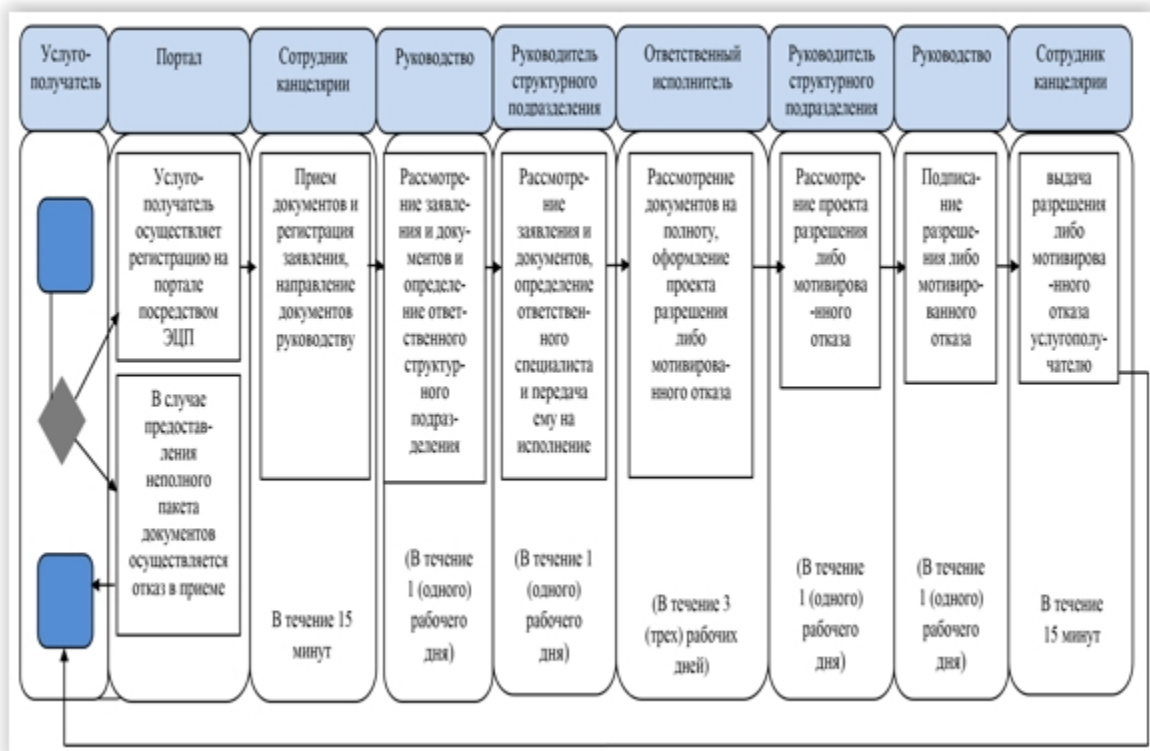 Услуго-
получатель
Портал
Сотрудник
канцелярии
Руководство
Руководитель
структурного
подразделения
Ответственный
исполнитель
Руководитель
структурного
подразделения
Руководство
Сотрудник
канцелярии
Услуго-
получатель
осуществляет
регистрацию на
портале
посредством
ЭЦП
В случае
предостав-
ления
неполного
пакета
документов
осуществляется
отказ в приеме
Прием
документов и
регистрация
заявления,
направление
документов
руководству
В течение 15
минут
Рассмотре-
ние заявле-
ния и доку-
ментов и
определе-
ние ответ-
ственного
структур-
ного
подраз-
деления
(В течение
1 (одного)
рабочего
дня)
Рассмотре-
ние
заявления и
документов,
определение
ответствен-
ного
специалиста
и передача
ему на
исполнение
(В течение 1
(одного)
рабочего
дня)
Рассмотрение
документов на
полноту,
оформление
проекта
разрешения
либо
мотивирова-
нного отказа
(В течение 3
(трех) рабочих
дней)
Рассмотре-
ние проекта
разрешения
либо
мотивирова
-нного
отказа
(В течение
1 (одного)
рабочего
дня)
Подписа-
ние
разреше-
ния либо
мотивиро-
ванного
отказа
(В течение
1 (одного)
рабочего
дня)
выдача
разрешения
либо
мотивирова
-нного
отказа
услугополу-
чателю
В течение
15 минут